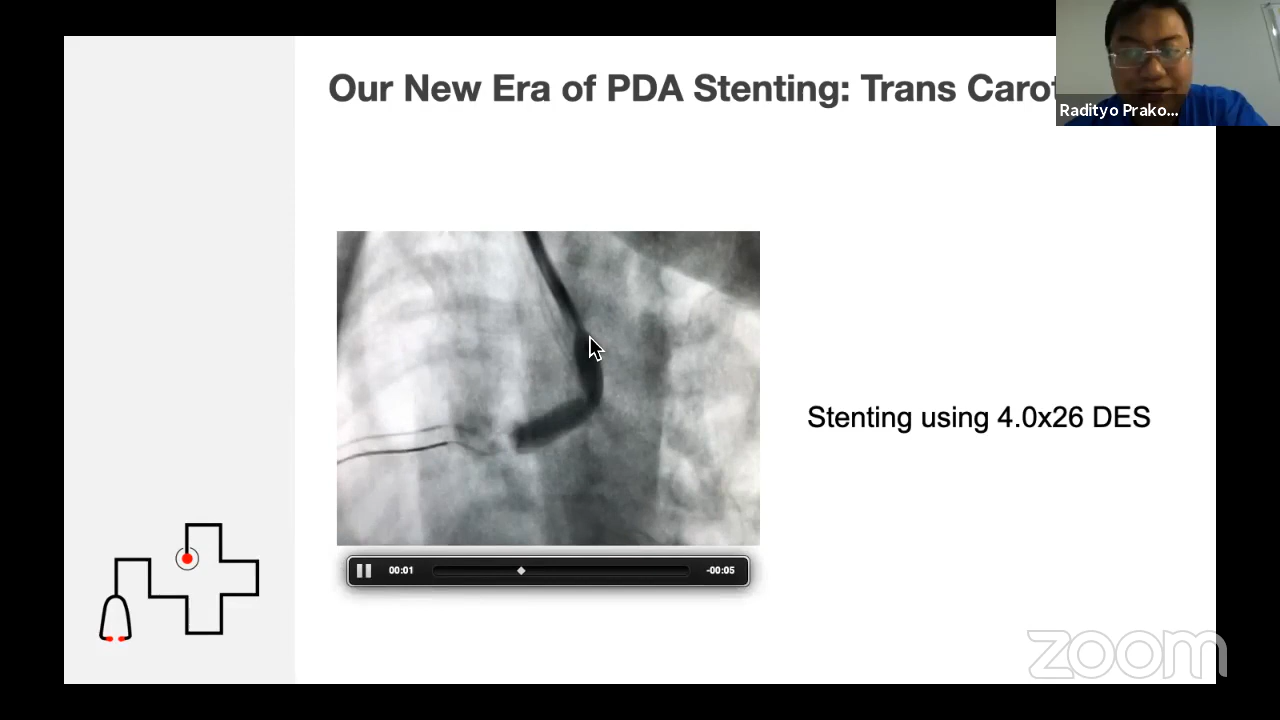 Our New Era of PDA Stenting: Trans Carot
Radityo Prako...
Stenting using 4.0x26 DES
00:01
-00:05
zoom